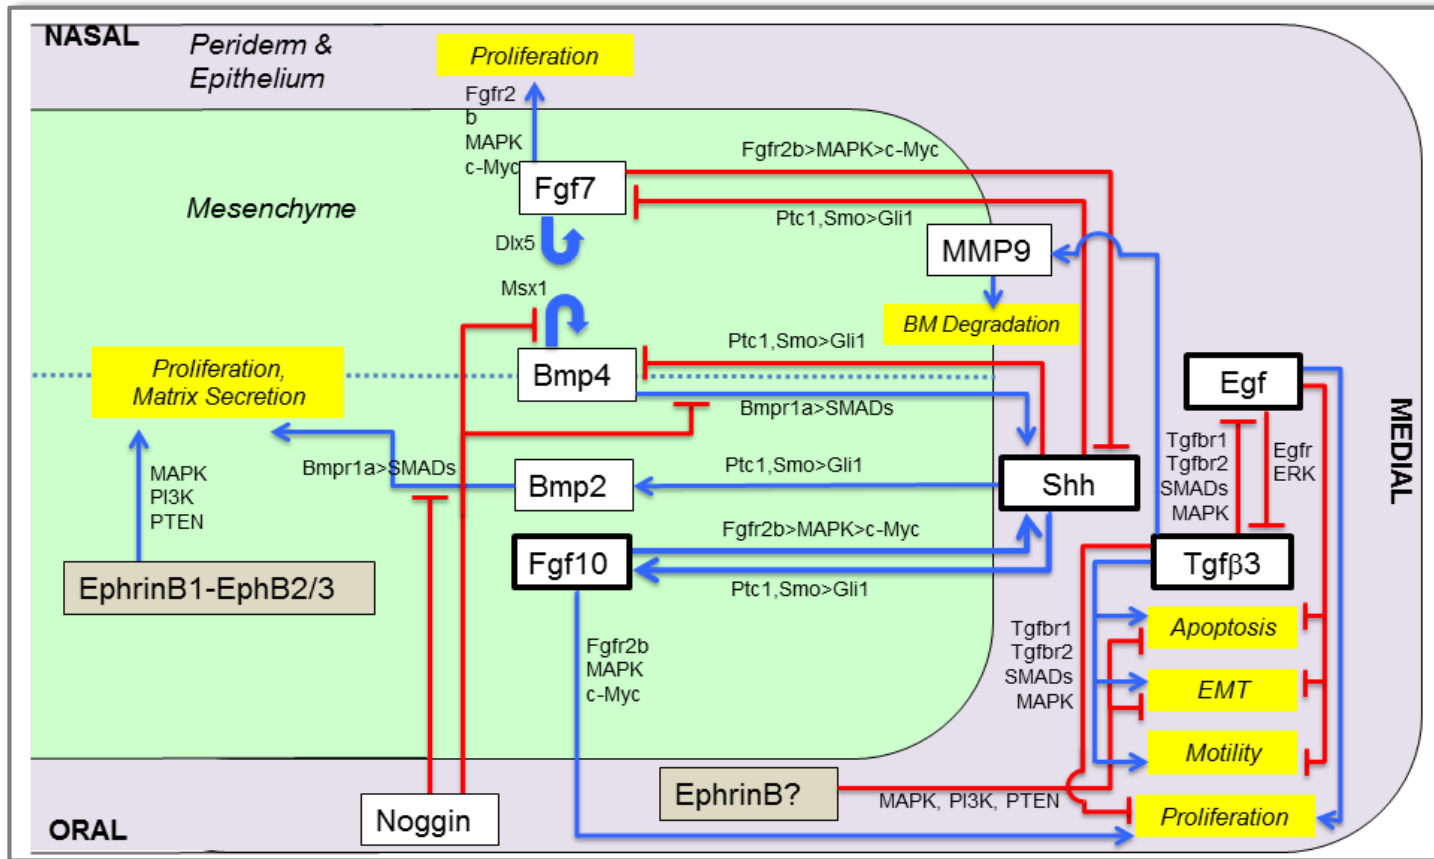 NASAL
Periderm &
Epithelium
Proliferation
Fgfr2
b
MAPK
c-Myc
Fgfr2b>MAPK>c-Myc
Fgf7
Mesenchyme
Ptc1,Smo>Gli1
Dlx5
MMP9
Msx1
BM Degradation
Ptc1,Smo>Gli1
Proliferation,
Matrix Secretion
Bmp4
Egf
Bmpr1a>SMADs
MEDIAL
Tgfbr1
Tgfbr2
SMADs
MAPK
Egfr
ERK
MAPK
PI3K
PTEN
Bmpr1a>SMADs
Ptc1,Smo>Gli1
Bmp2
Shh
Fgfr2b>MAPK>c-Myc
Fgf10
Tgfβ3
EphrinB1-EphB2/3
Ptc1,Smo>Gli1
Fgfr2b
MAPK
c-Myc
Tgfbr1
Tgfbr2
SMADs
MAPK
Apoptosis
EMT
Motility
EphrinB?
MAPK, PI3K, PTEN
Noggin
Proliferation
ORAL